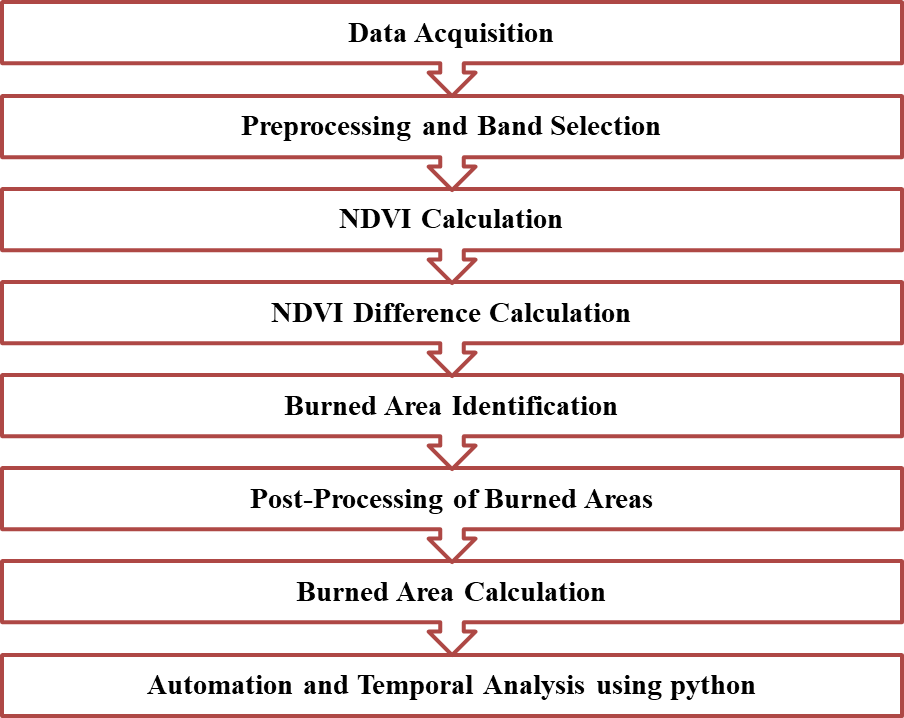 Data Acquisition
Preprocessing and Band Selection
NDVI Calculation
NDVI Difference Calculation
Burned Area Identification
Post-Processing of Burned Areas
Burned Area Calculation
Automation and Temporal Analysis using python